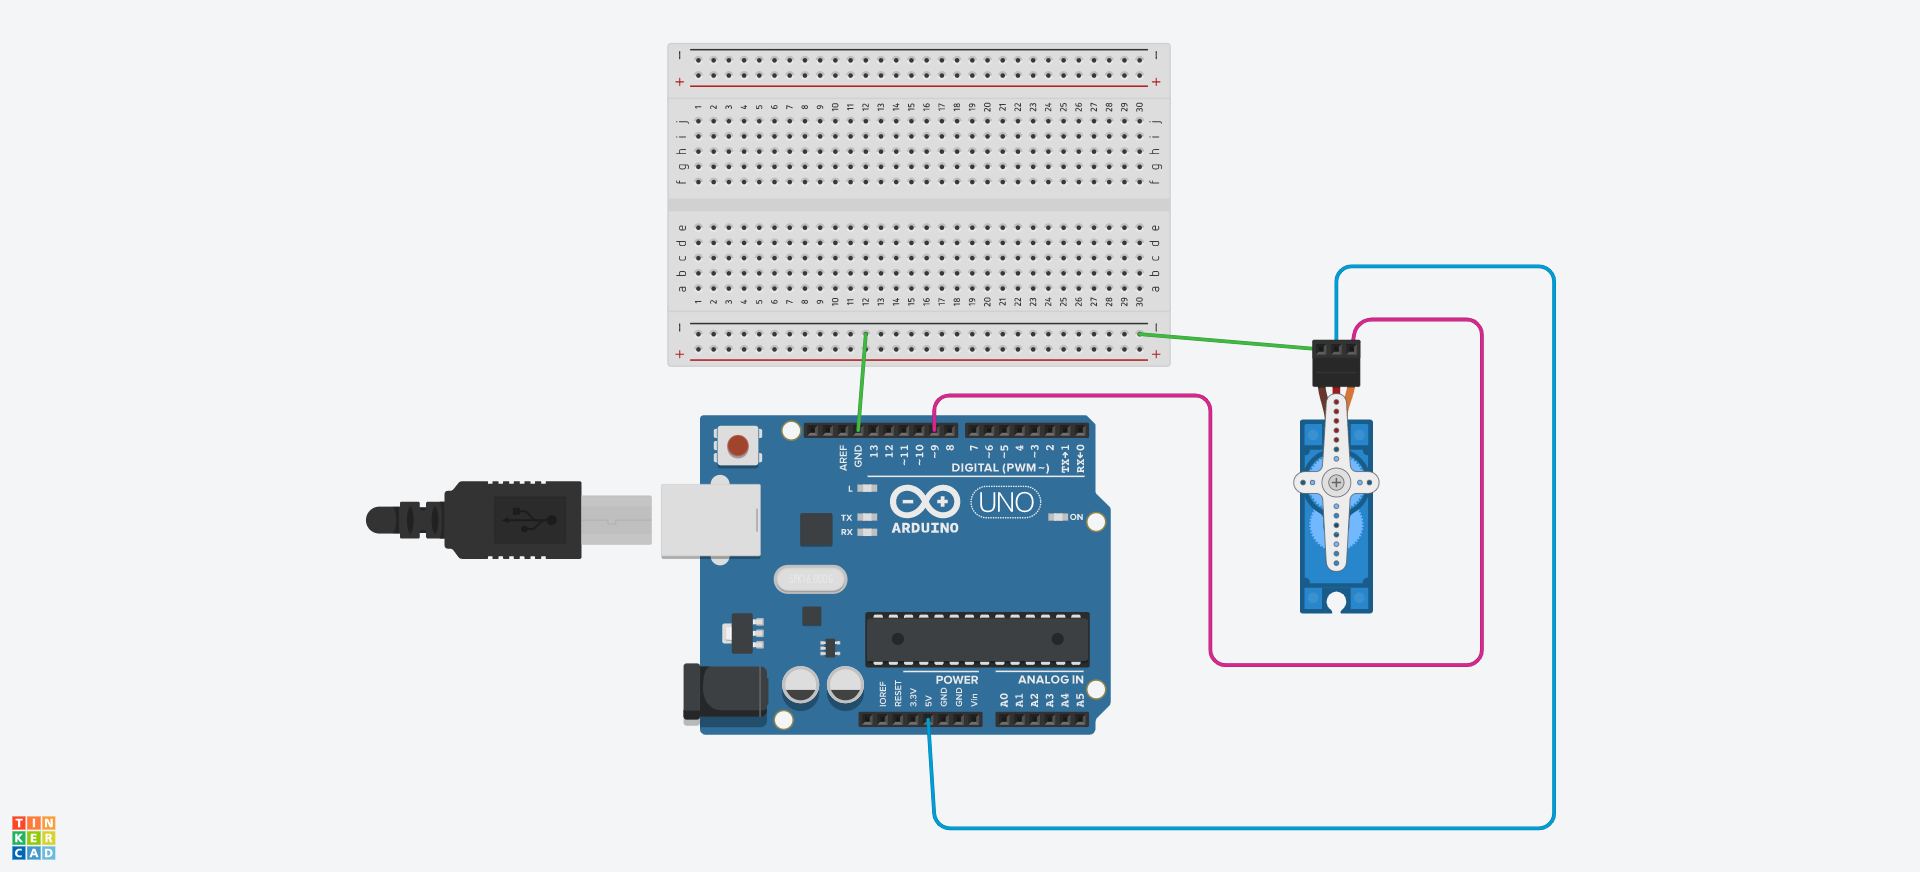 − −
+ +
1 2 3 4 5 6 7 8 9 10 11 12 13 14 15 16 17 18 19 20 21 22 23 24 25 26 27 28 29 30
j j
i i
h h
g g
f f
e e
d d
c c
b b
a a
1 2 3 4 5 6 7 8 9 10 11 12 13 14 15 16 17 18 19 20 21 22 23 24 25 26 27 28 29 30
− −
+ +
AREF GND 13 12 ~11 ~10 ~9 8 7 ~6 ~5 4 ~3 2 TX→1 RX←0
DIGITAL (PWM~)
L
UNO
TX ON
ARDUINO
RX
POWER ANALOG IN
IOREF RESET 3.3V 5V GND GND Vin A0 A1 A2 A3 A4 A5
TIN
KER
CAD